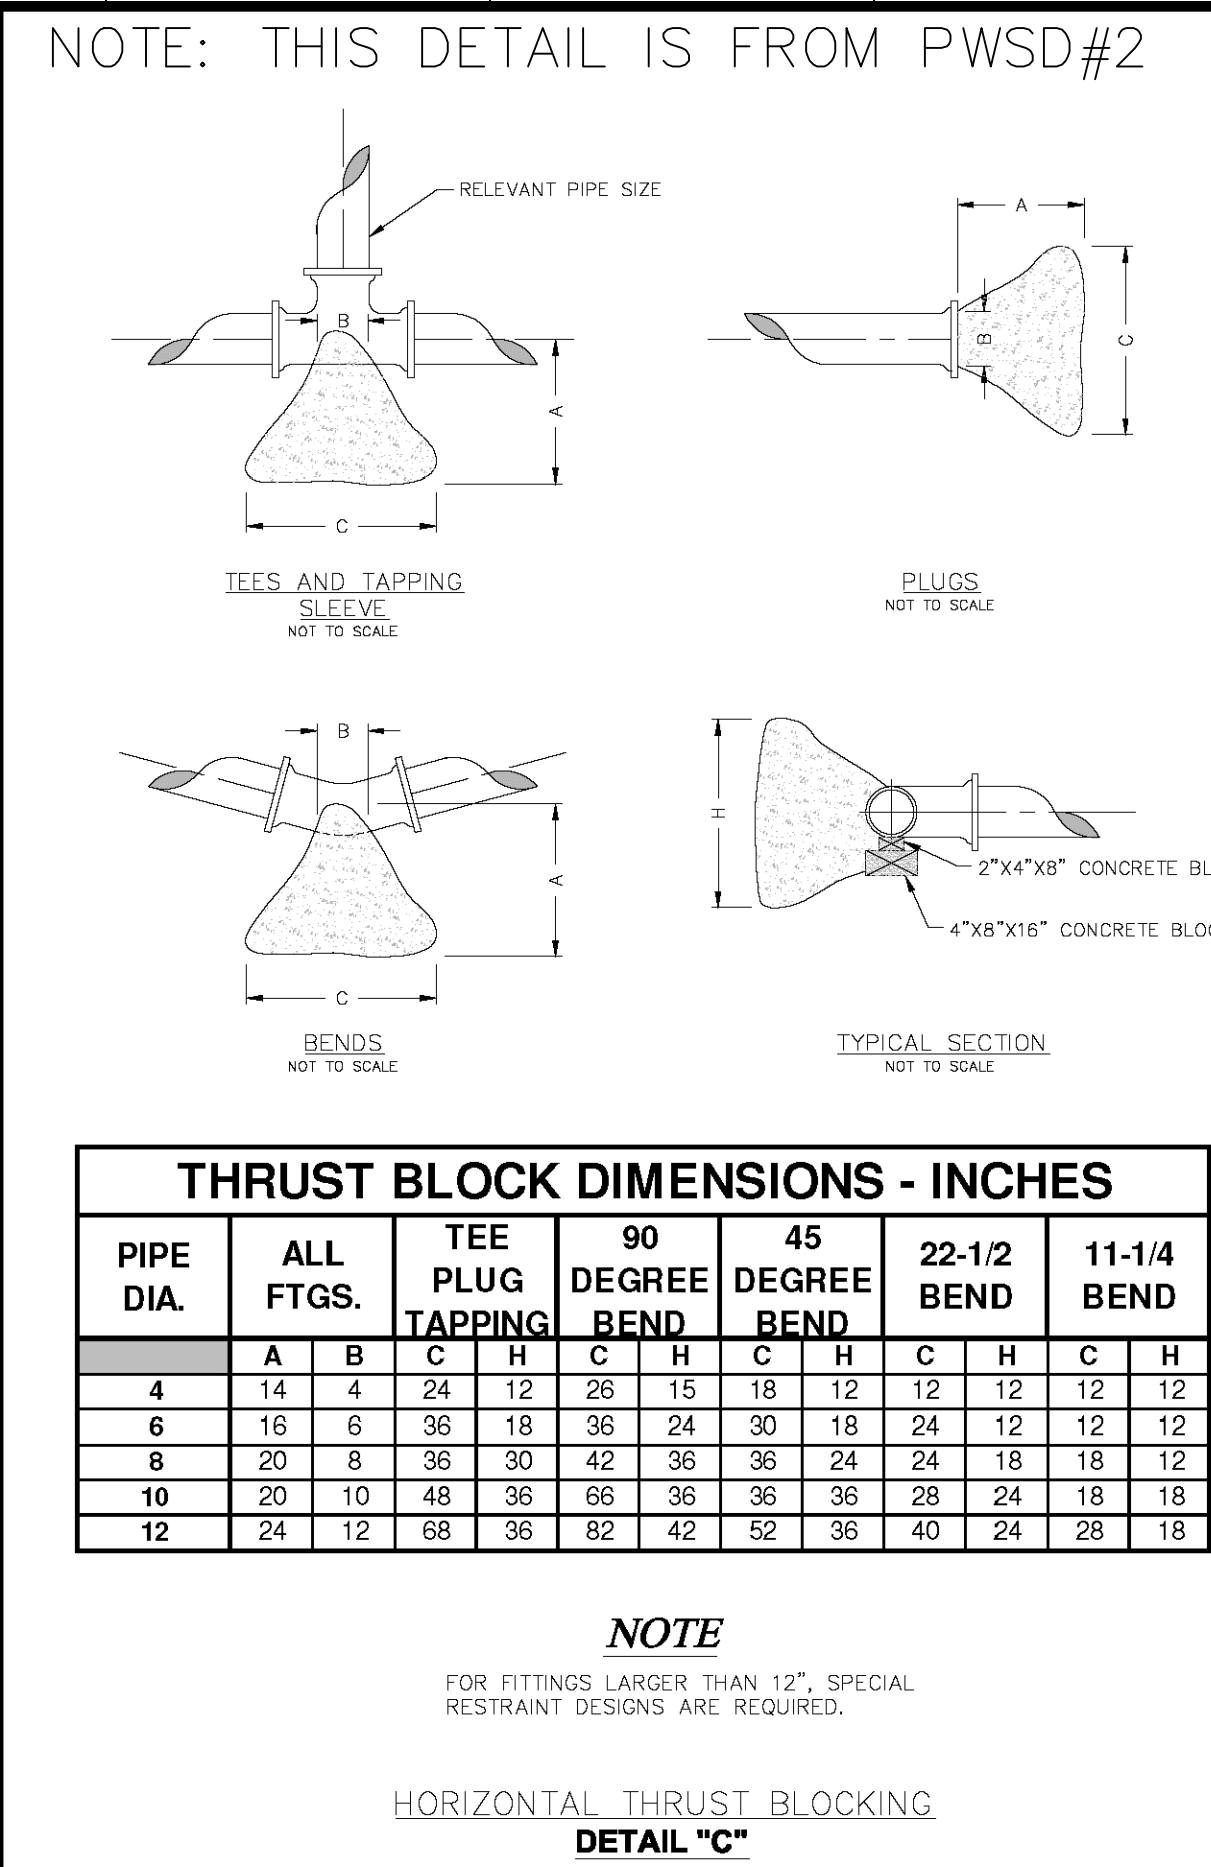 NOTE: THIS DETAIL IS FROM PWSD#2
RELEVANT PIPE SIZE
B
A
C
TEES AND TAPPING
SLEEVE
NOT TO SCALE
A
B
C
PLUGS
NOT TO SCALE
B
A
C
BENDS
NOT TO SCALE
H
2"X4"X8" CONCRETE BL
4"X8"X16" CONCRETE BLOC
TYPICAL SECTION
NOT TO SCALE
THRUST BLOCK DIMENSIONS - INCHES
PIPE DIA. ALL FTGS. TEE PLUG TAPPING 90 DEGREE BEND 45 DEGREE BEND 22-1/2 BEND 11-1/4 BEND
A B C H C H C H C H C H
4 14 4 24 12 26 15 18 12 12 12 12 12
6 16 6 36 18 36 24 30 18 24 12 12 12
8 20 8 36 30 42 36 36 24 24 18 18 12
10 20 10 48 36 66 36 36 36 28 24 18 18
12 24 12 68 36 82 42 52 36 40 24 28 18
NOTE
FOR FITTINGS LARGER THAN 12", SPECIAL
RESTRAINT DESIGNS ARE REQUIRED.
HORIZONTAL THRUST BLOCKING
DETAIL "C"